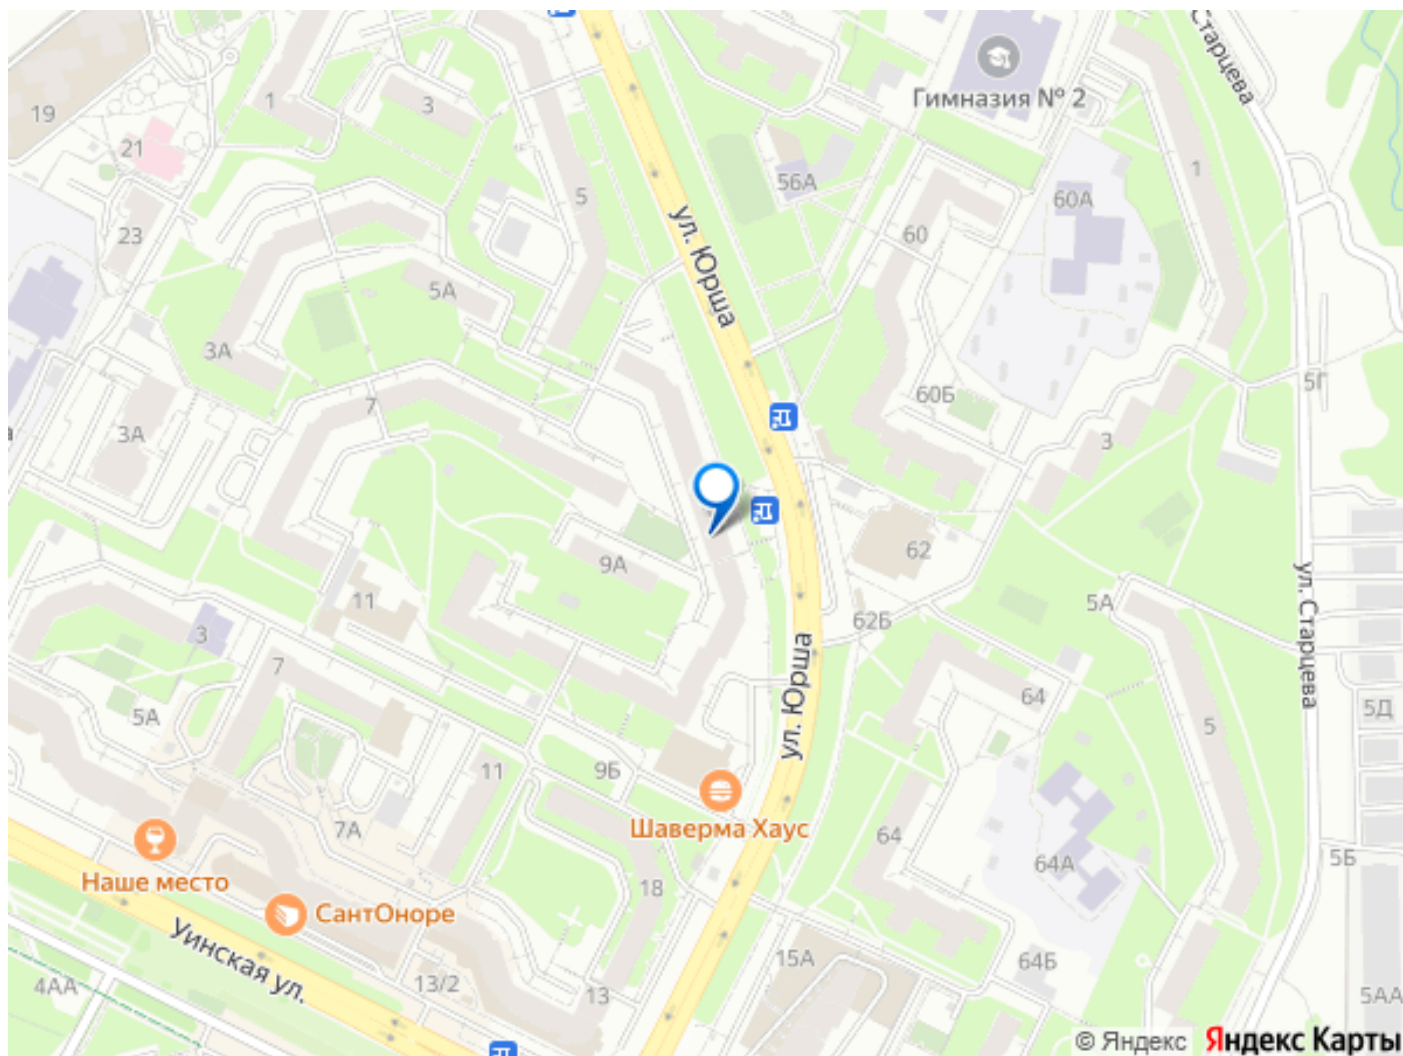 Старцева
Гимназия № 2
1
3
19
21
5
56А
1
60А
23
60
ул. Юрша
5А
3А
5Г
60Б
7
3А
3
62
9А
5А
11
62Б
3
ул. Старцева
ул. Юрша
7
64
5Д
5А
5
11
9Б
Шаверма Хаус
7А
64
64А
5Б
Наше место
18
СантОноре
Уинская ул.
15А
64Б
4АА
13/2
13
5АА
© Яндекс
Яндекс Карты